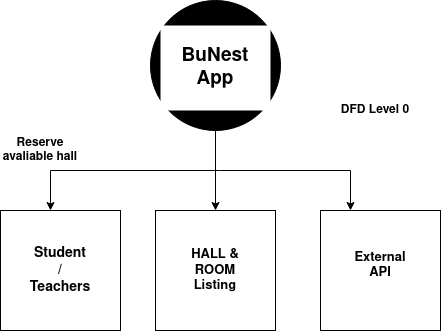 BuNest
App
DFD Level 0
Reserve
avaliable hall
Student
/
Teachers
HALL &
ROOM
Listing
External
API